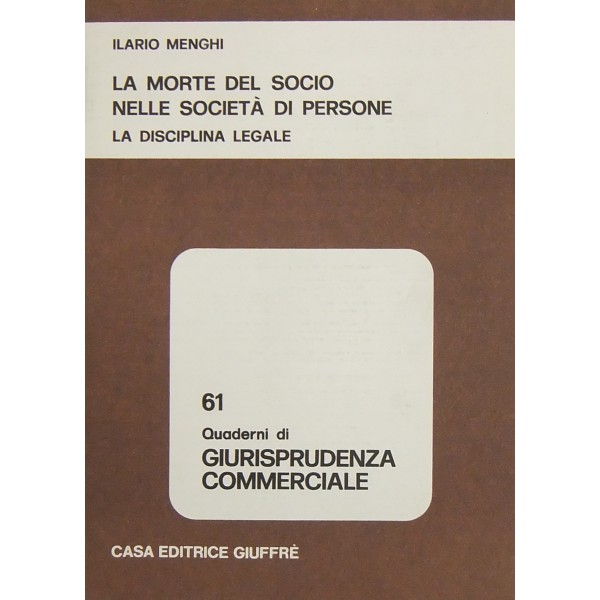 ILARIO MENGHI
LA MORTE DEL SOCIO
NELLE SOCIETÀ DI PERSONE
LA DISCIPLINA LEGALE
61
Quaderni di
GIURISPRUDENZA
COMMERCIALE
CASA EDITRICE GIUFFRÈ